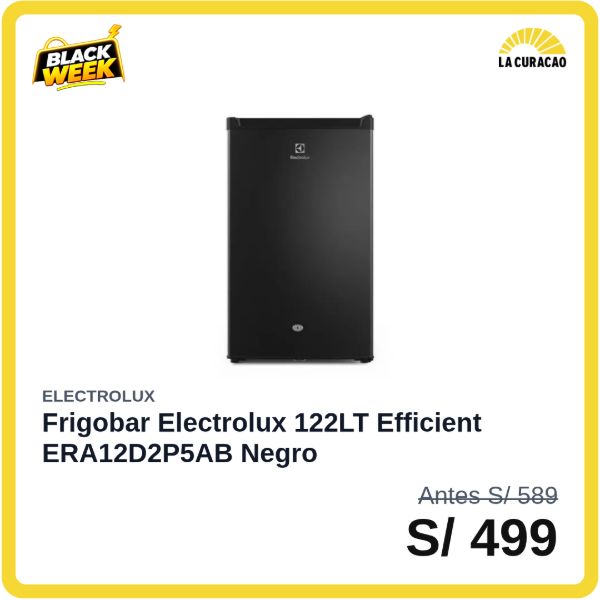 BLACK
WEEK
LA CURACAO
Electrolux
ELECTROLUX
Frigobar Electrolux 122LT Efficient
ERA12D2P5AB Negro
Antes S/ 589
S/ 499